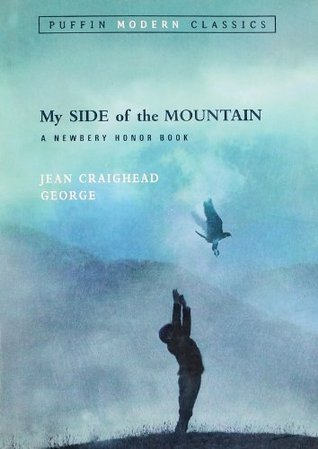 PUFFIN MODERN CLASSICS
My SIDE of the MOUNTAIN
A NEWBERY HONOR BOOK
JEAN CRAIGHEAD
GEORGE